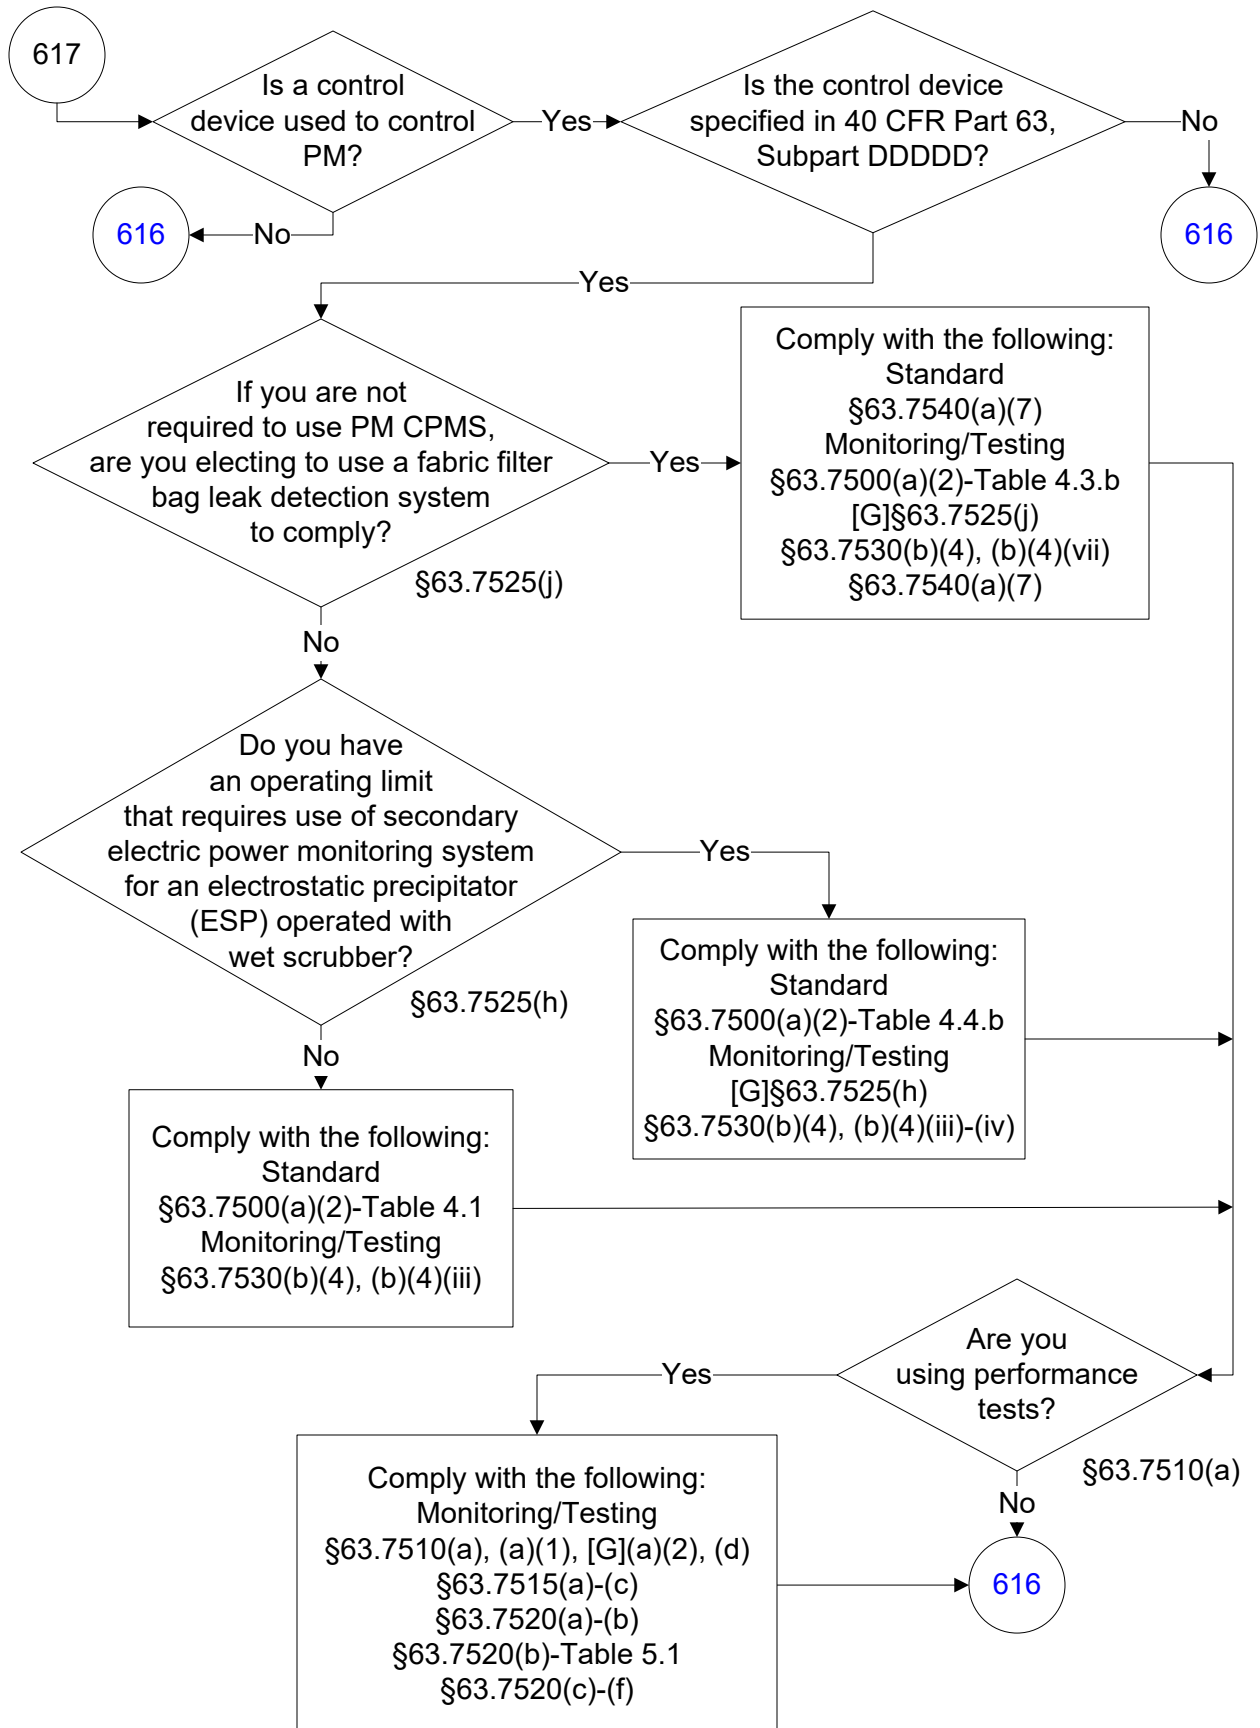 617
Is a control
device used to control
PM?
Yes
Is the control device
specified in 40 CFR Part 63,
Subpart DDDDD?
No
616
No
616
Yes
If you are not
required to use PM CPMS,
are you electing to use a fabric filter
bag leak detection system
to comply?
§63.7525(j)
Yes
Comply with the following:
Standard
§63.7540(a)(7)
Monitoring/Testing
§63.7500(a)(2)-Table 4.3.b
[G]§63.7525(j)
§63.7530(b)(4), (b)(4)(vii)
§63.7540(a)(7)
No
Do you have
an operating limit
that requires use of secondary
electric power monitoring system
for an electrostatic precipitator
(ESP) operated with
wet scrubber?
§63.7525(h)
Yes
Comply with the following:
Standard
§63.7500(a)(2)-Table 4.4.b
Monitoring/Testing
[G]§63.7525(h)
§63.7530(b)(4), (b)(4)(iii)-(iv)
No
Comply with the following:
Standard
§63.7500(a)(2)-Table 4.1
Monitoring/Testing
§63.7530(b)(4), (b)(4)(iii)
Are you
using performance
tests?
§63.7510(a)
Yes
Comply with the following:
Monitoring/Testing
§63.7510(a), (a)(1), [G](a)(2), (d)
§63.7515(a)-(c)
§63.7520(a)-(b)
§63.7520(b)-Table 5.1
§63.7520(c)-(f)
No
616